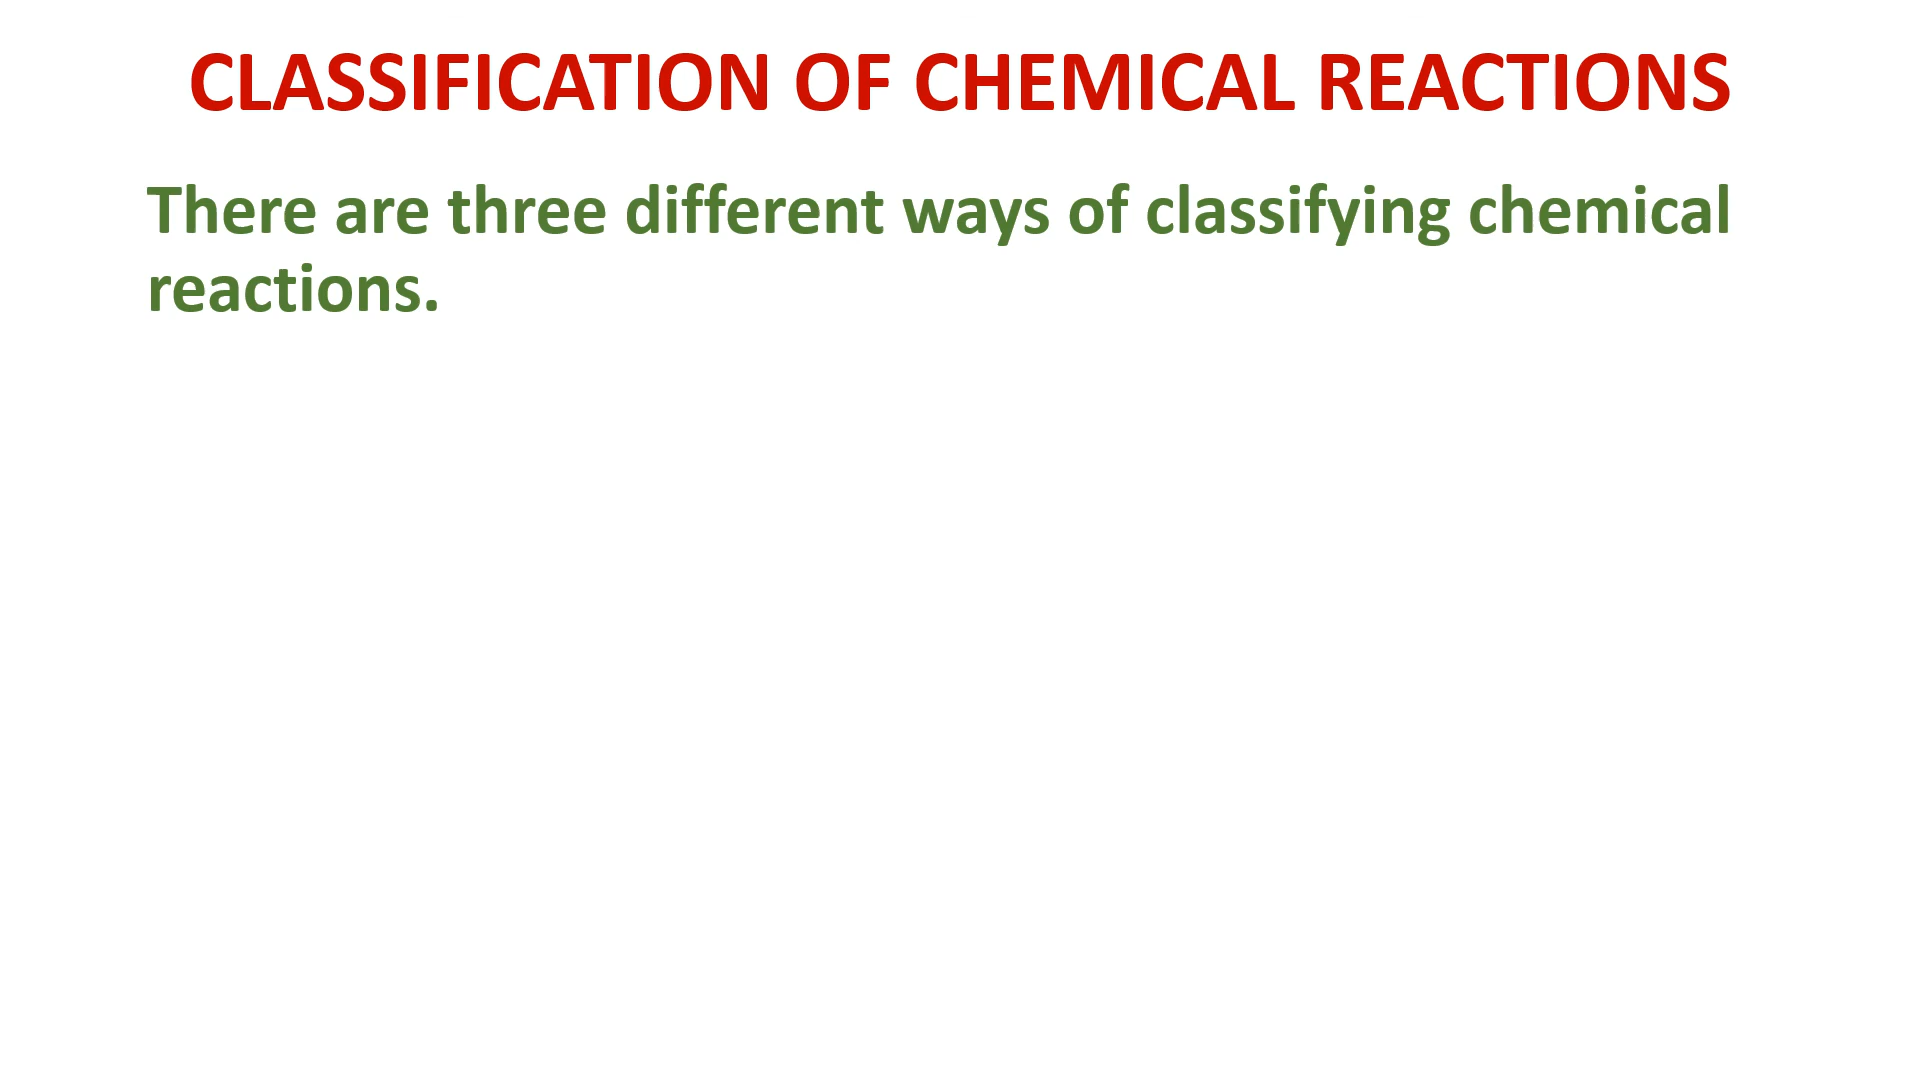 CLASSIFICATION OF CHEMICAL REACTIONS
There are three different ways of classifying chemical
reactions.